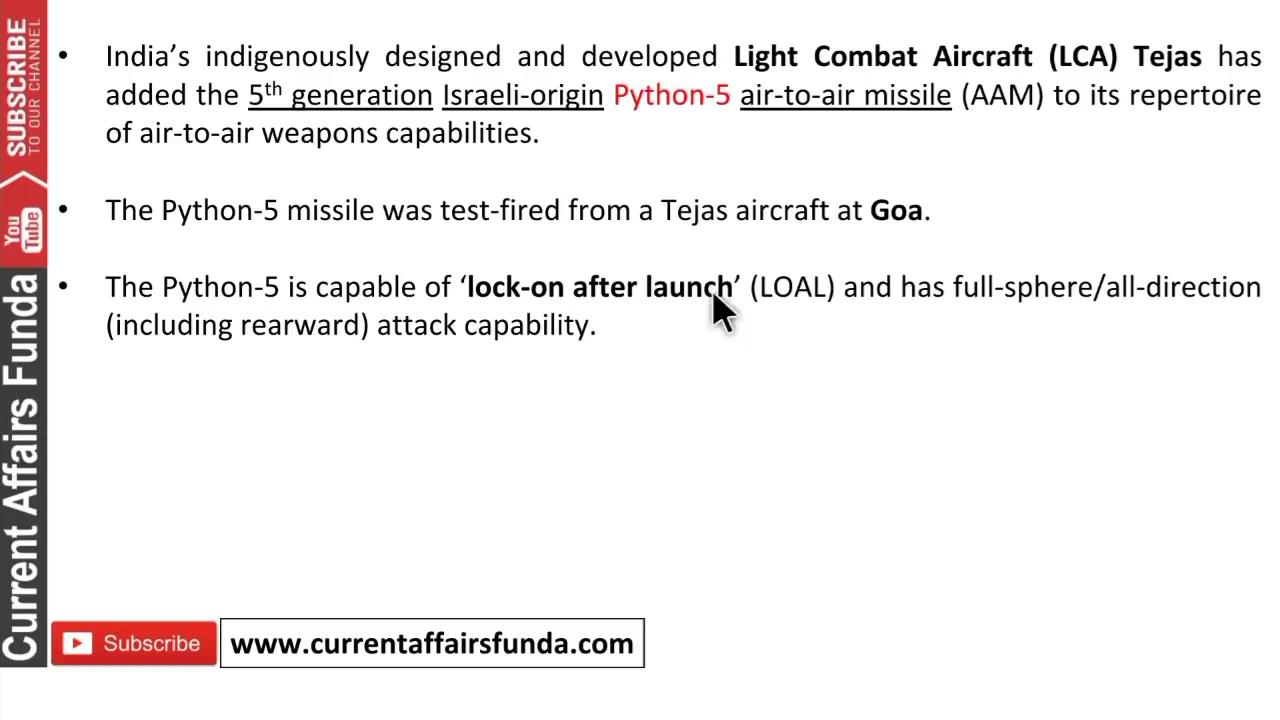 • India’s indigenously designed and developed Light Combat Aircraft (LCA) Tejas has
added the 5th generation Israeli-origin Python-5 air-to-air missile (AAM) to its repertoire
of air-to-air weapons capabilities.
• The Python-5 missile was test-fired from a Tejas aircraft at Goa.
• The Python-5 is capable of ‘lock-on after launch’ (LOAL) and has full-sphere/all-direction
(including rearward) attack capability.
SUBSCRIBE
TO OUR CHANNEL
You Tube
Current Affairs Funda
Subscribe
www.currentaffairsfunda.com